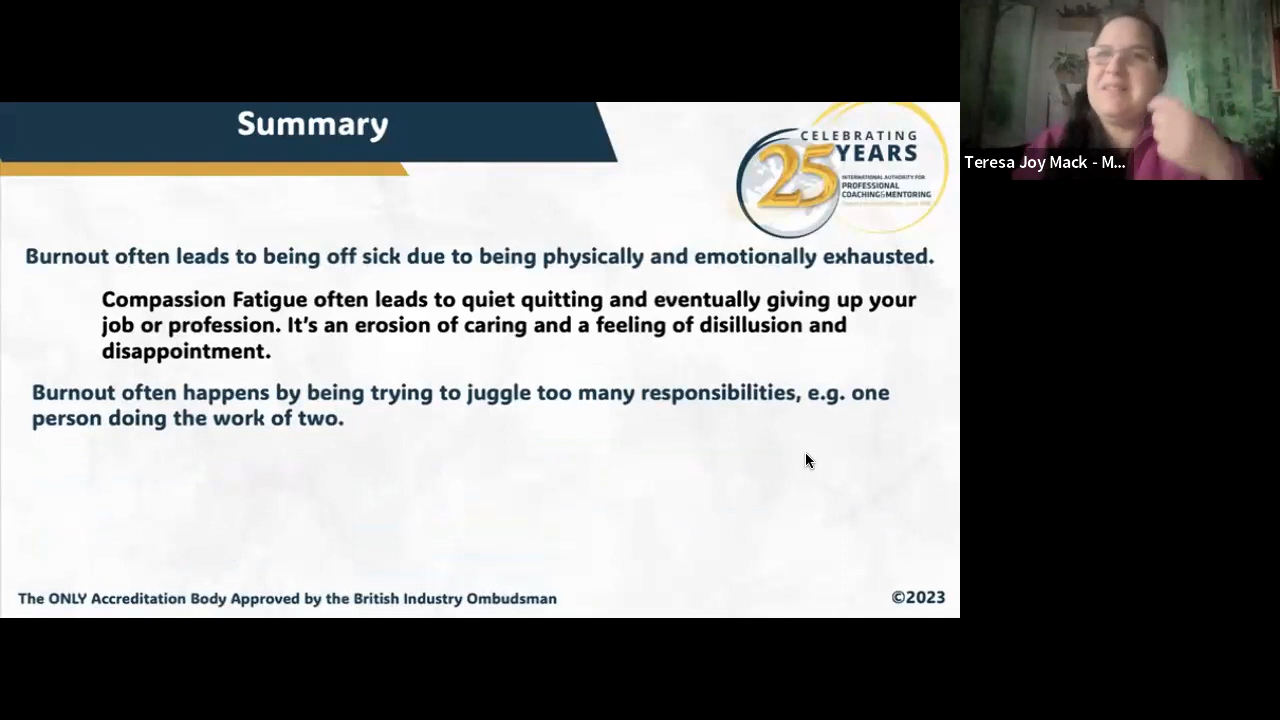 Summary
CELEBRATING
25 YEARS
INTERNATIONAL AUTHORITY FOR
PROFESSIONAL
COACHING&MENTORING
Teresa Joy Mack - M...
Burnout often leads to being off sick due to being physically and emotionally exhausted.
Compassion Fatigue often leads to quiet quitting and eventually giving up your
job or profession. It’s an erosion of caring and a feeling of disillusion and
disappointment.
Burnout often happens by being trying to juggle too many responsibilities, e.g. one
person doing the work of two.
The ONLY Accreditation Body Approved by the British Industry Ombudsman
©2023